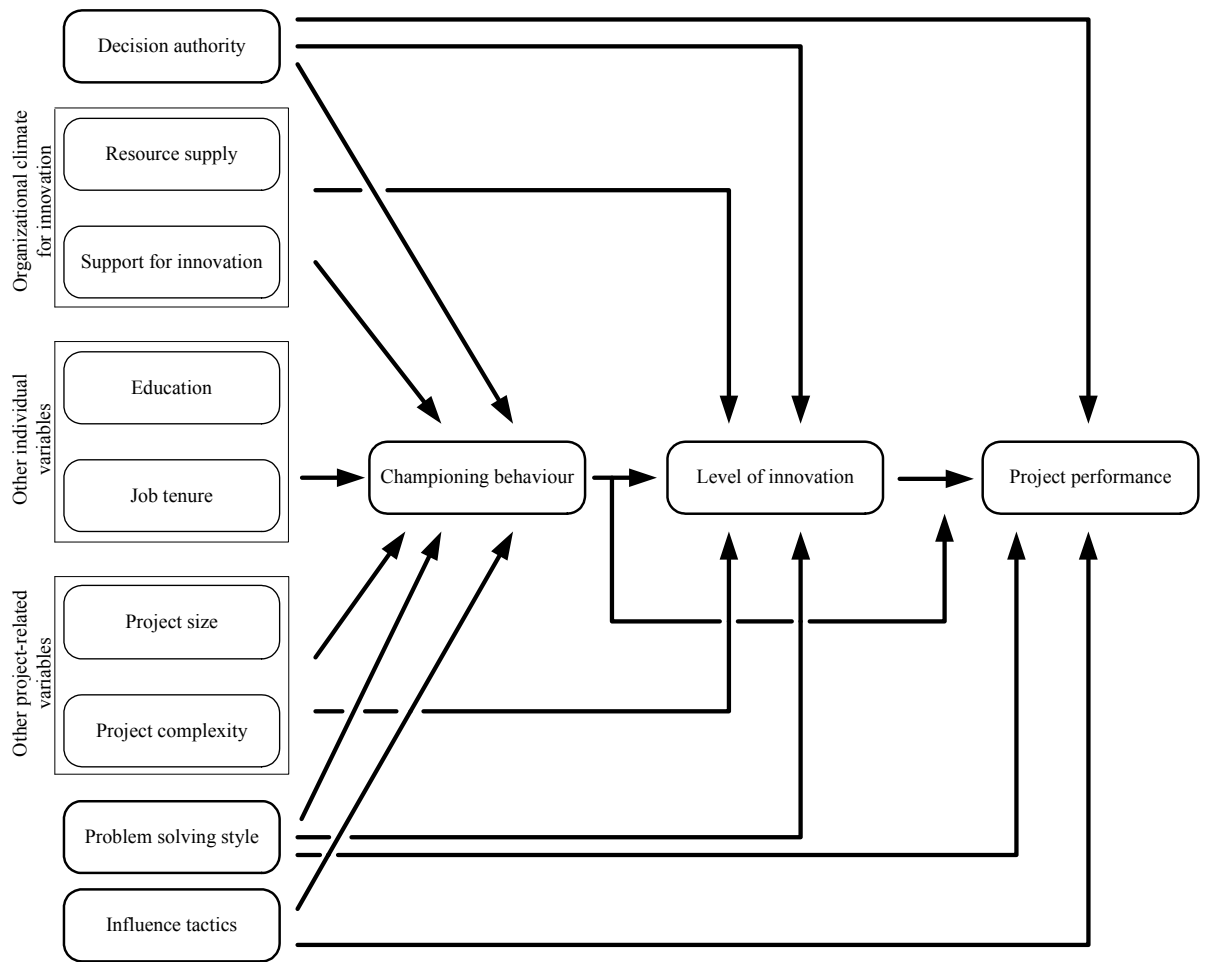 Decision authority
Organizational climate
for innovation
Resource supply
Support for innovation
Other individual
variables
Education
Job tenure
Championing behaviour
Level of innovation
Project performance
Other project-related
variables
Project size
Project complexity
Problem solving style
Influence tactics